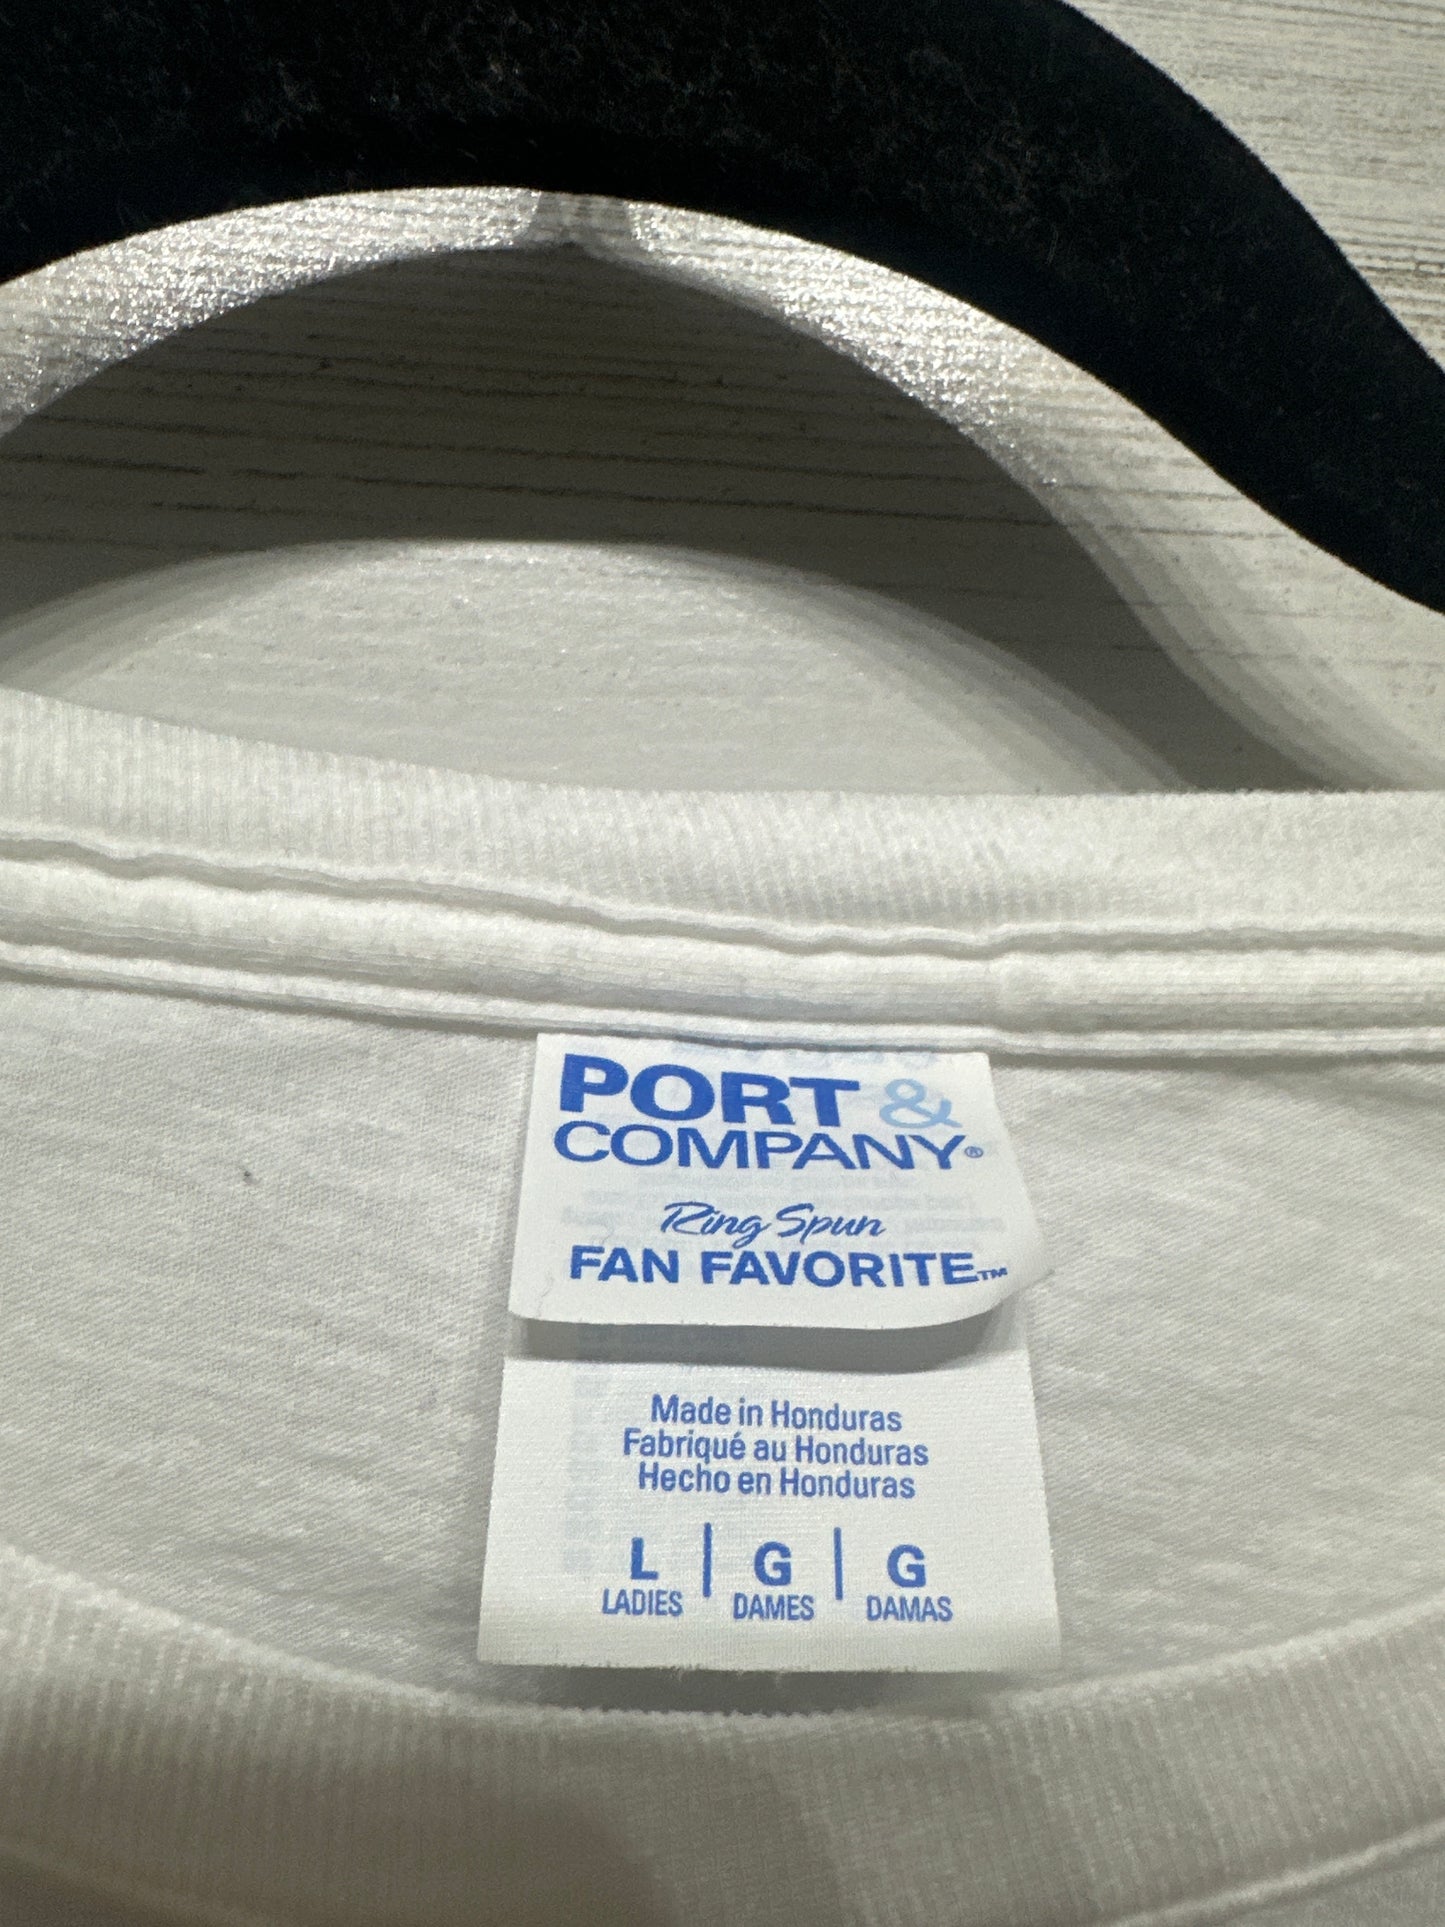 PORT &
COMPANY®
Ring Spun
FAN FAVORITE™
Made in Honduras
Fabriqué au Honduras
Hecho en Honduras
L | G | G
LADIES DAMES DAMAS